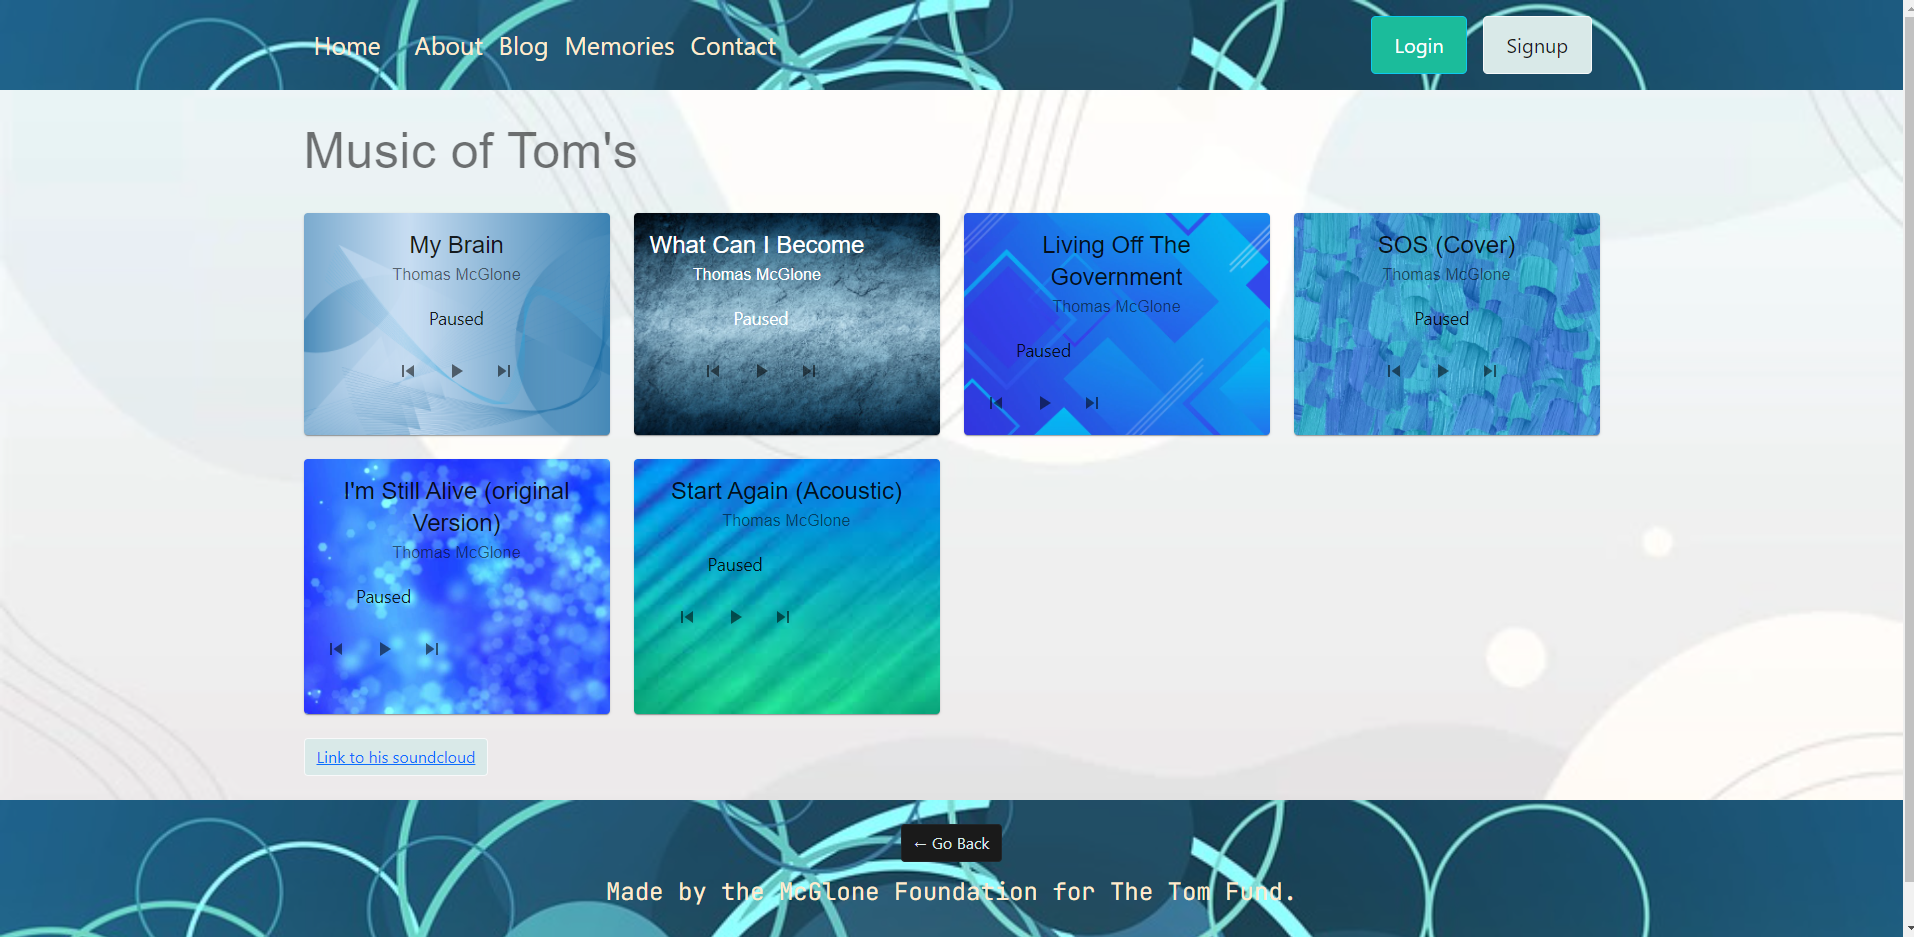 Home About Blog Memories Contact Login Signup
Music of Tom's
My Brain
Thomas McGlone
Paused
What Can I Become
Thomas McGlone
Paused
Living Off The
Government
Thomas McGlone
Paused
SOS (Cover)
Thomas McGlone
Paused
I'm Still Alive (original
Version)
Thomas McGlone
Paused
Start Again (Acoustic)
Thomas McGlone
Paused
Link to his soundcloud
← Go Back
Made by the McGlone Foundation for The Tom Fund.